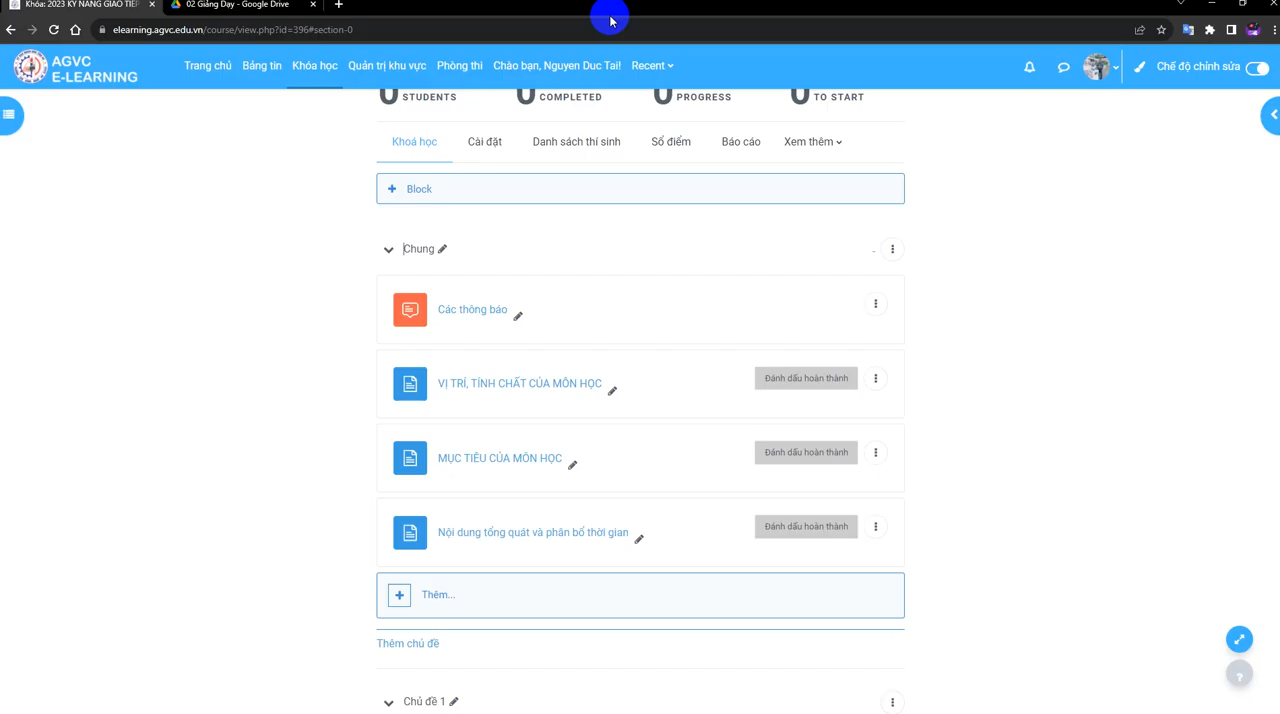 Khóa: 2023 KỸ NĂNG GIAO TIẾP
02 Giảng Dạy - Google Drive
elearning.agvc.edu.vn/course/view.php?id=396#section-0
AGVC
E-LEARNING
Trang chủ Bảng tin Khóa học Quản trị khu vực Phòng thi Chào bạn, Nguyen Duc Tai! Recent
Chế độ chỉnh sửa
0 STUDENTS 0 COMPLETED 0 PROGRESS 0 TO START
Khoá học Cài đặt Danh sách thí sinh Sổ điểm Báo cáo Xem thêm
+ Block
Chung
Các thông báo
VỊ TRÍ, TÍNH CHẤT CỦA MÔN HỌC
Đánh dấu hoàn thành
MỤC TIÊU CỦA MÔN HỌC
Đánh dấu hoàn thành
Nội dung tổng quát và phân bổ thời gian
Đánh dấu hoàn thành
+ Thêm...
Thêm chủ đề
Chủ đề 1
?